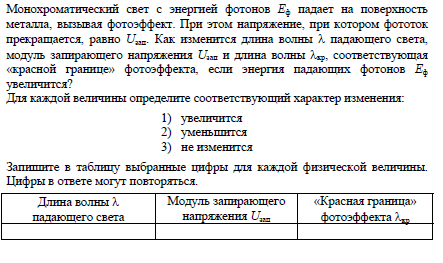 Монохроматический свет с энергией фотонов Eф падает на поверхность
металла, вызывая фотоэффект. При этом напряжение, при котором фототок
прекращается, равно Uзап. Как изменится длина волны λ падающего света,
модуль запирающего напряжения Uзап и длина волны λкр, соответствующая
«красной границе» фотоэффекта, если энергия падающих фотонов Eф
увеличится?
Для каждой величины определите соответствующий характер изменения:
1) увеличится
2) уменьшится
3) не изменится
Запишите в таблицу выбранные цифры для каждой физической величины.
Цифры в ответе могут повторяться.
Длина волны λ падающего света
Модуль запирающего напряжения Uзап
«Красная граница» фотоэффекта λкр